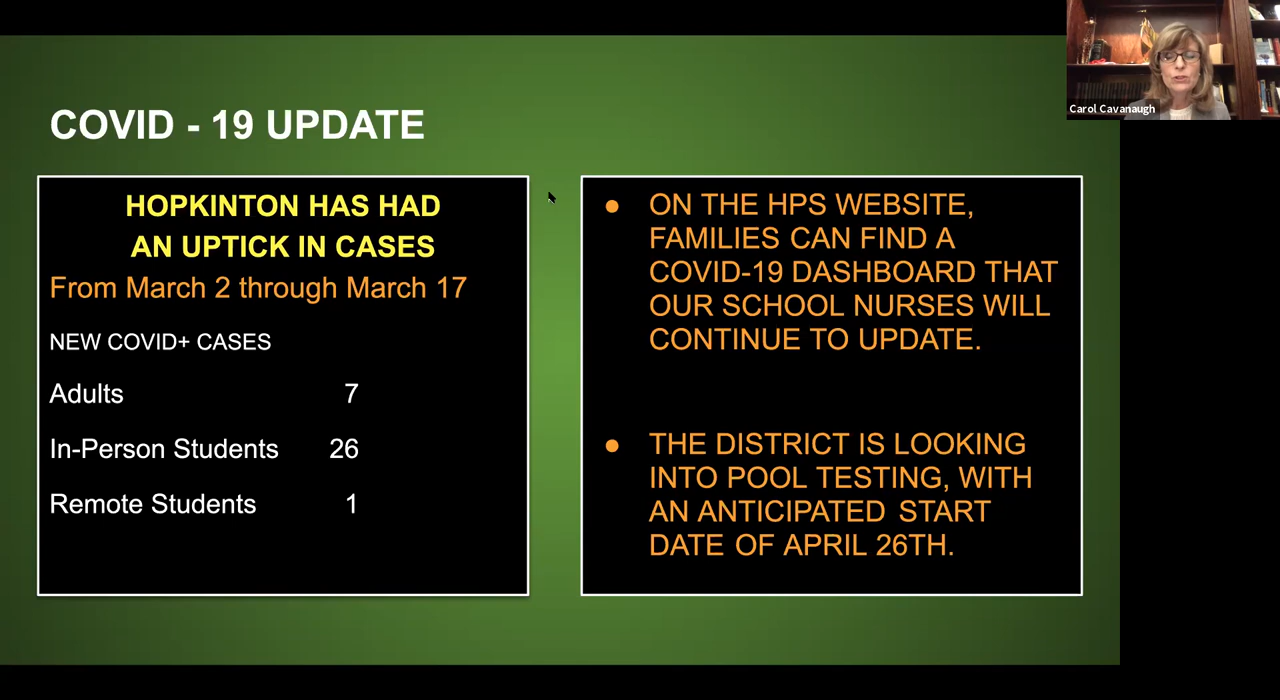 Carol Cavanaugh
COVID - 19 UPDATE
HOPKINTON HAS HAD
AN UPTICK IN CASES
From March 2 through March 17
NEW COVID+ CASES
Adults 7
In-Person Students 26
Remote Students 1
● ON THE HPS WEBSITE,
FAMILIES CAN FIND A
COVID-19 DASHBOARD THAT
OUR SCHOOL NURSES WILL
CONTINUE TO UPDATE.
● THE DISTRICT IS LOOKING
INTO POOL TESTING, WITH
AN ANTICIPATED START
DATE OF APRIL 26TH.